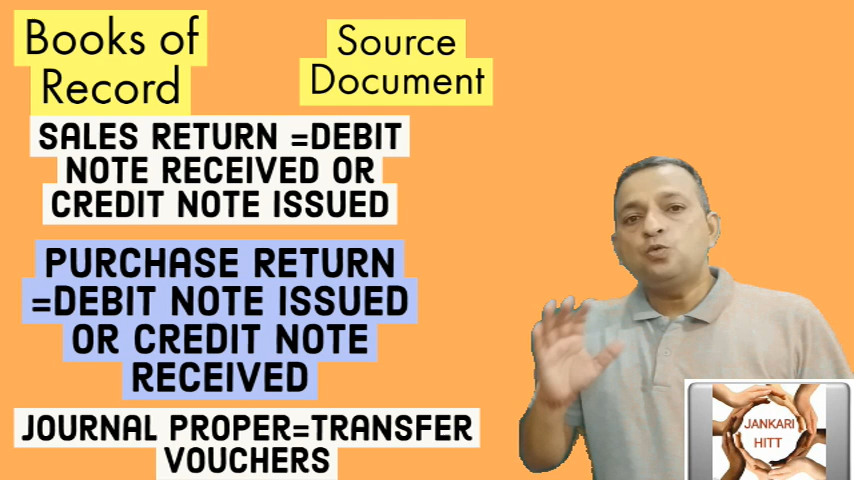 Books of
Record
Source
Document
SALES RETURN =DEBIT
NOTE RECEIVED OR
CREDIT NOTE ISSUED
PURCHASE RETURN
=DEBIT NOTE ISSUED
OR CREDIT NOTE
RECEIVED
JOURNAL PROPER=TRANSFER
VOUCHERS
JANKARI
HITT